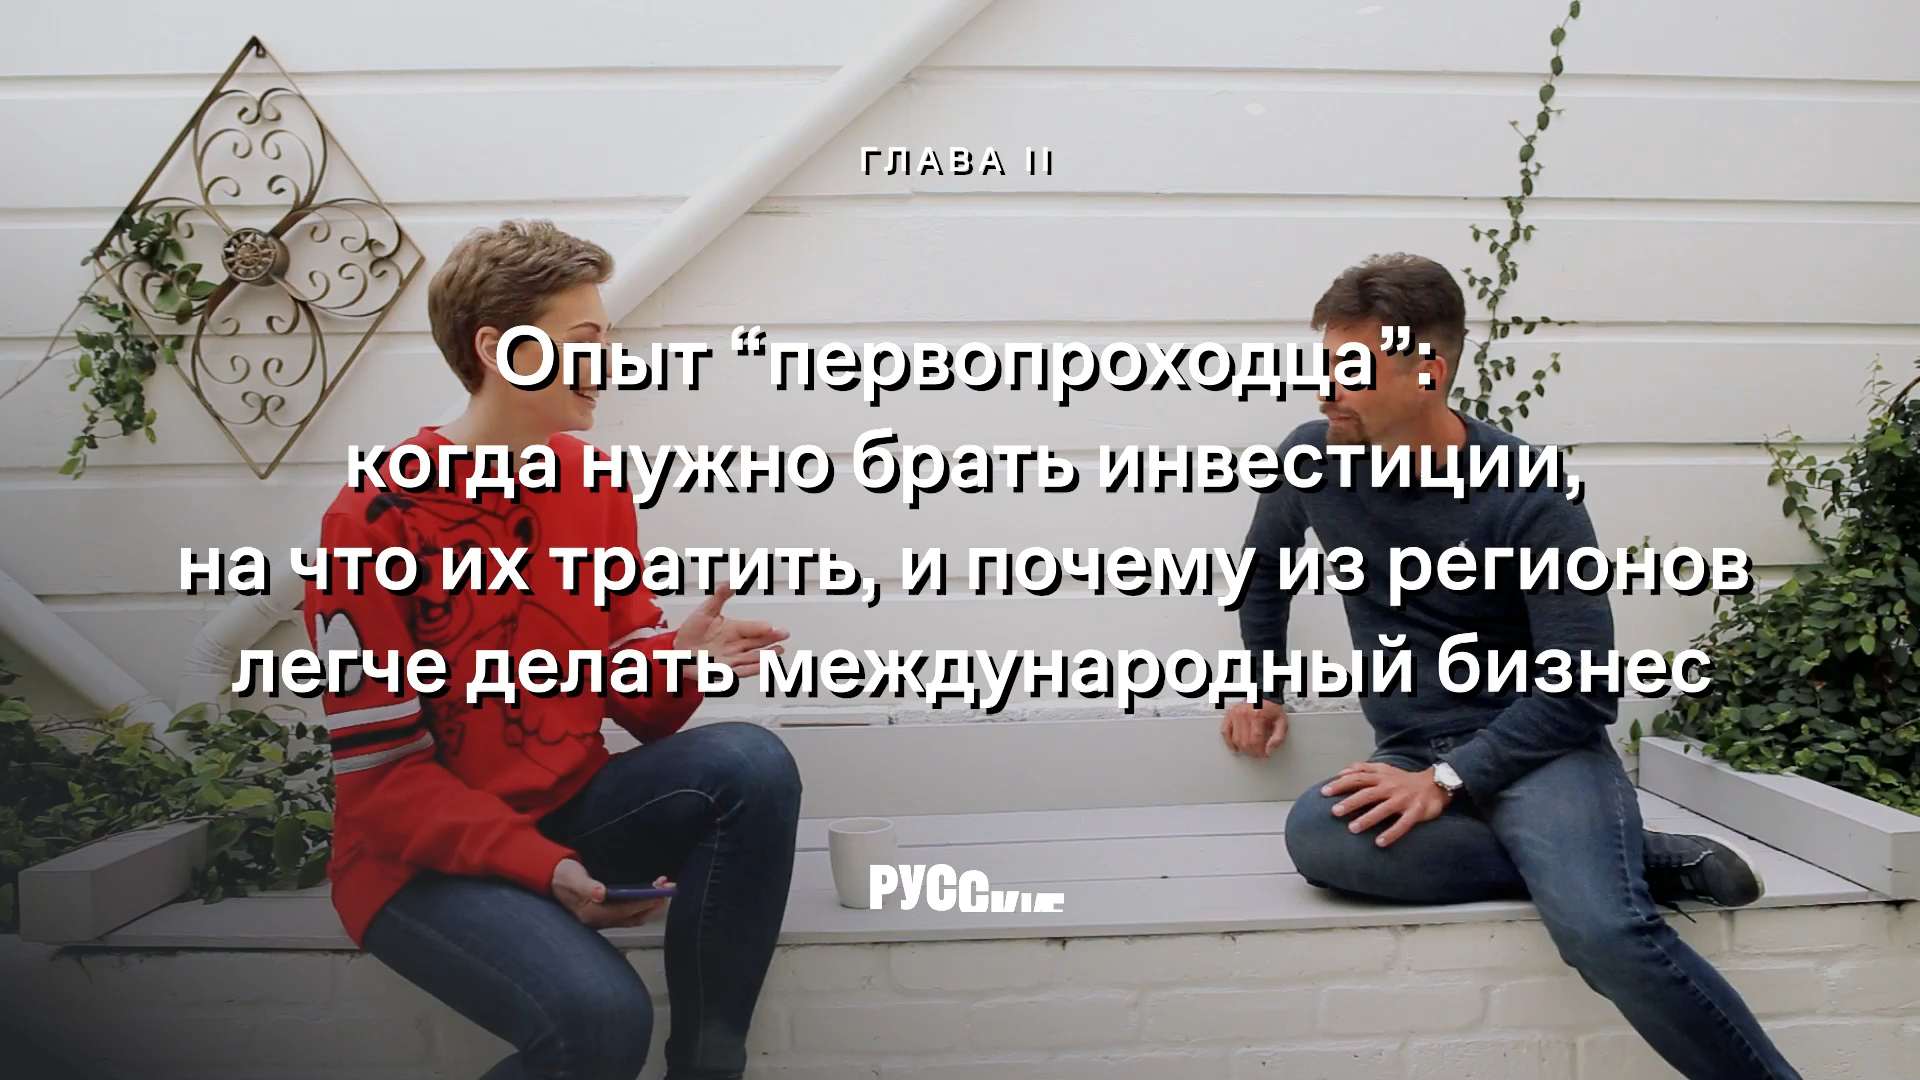 ГЛАВА II
Опыт “первопроходца”:
когда нужно брать инвестиции,
на что их тратить, и почему из регионов
легче делать международный бизнес
РУССКИЕ